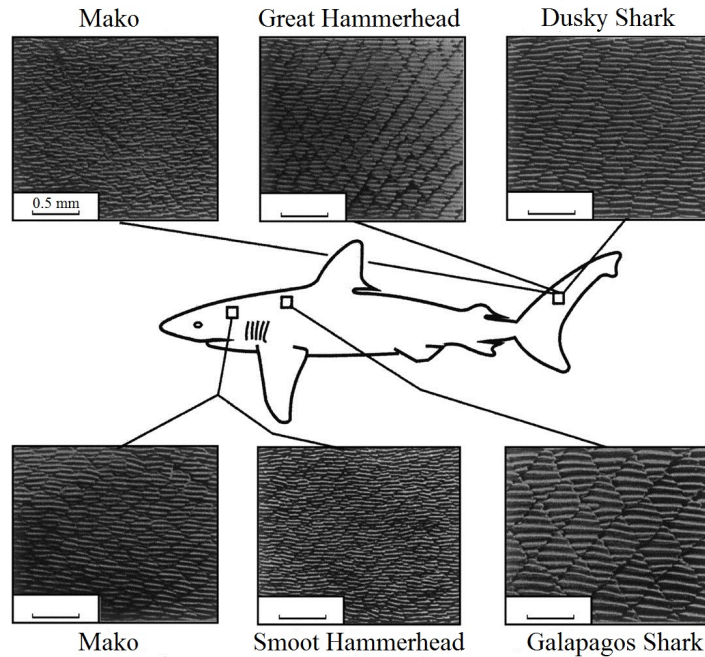 Mako
Great Hammerhead
Dusky Shark
0.5 mm
Mako
Smoot Hammerhead
Galapagos Shark